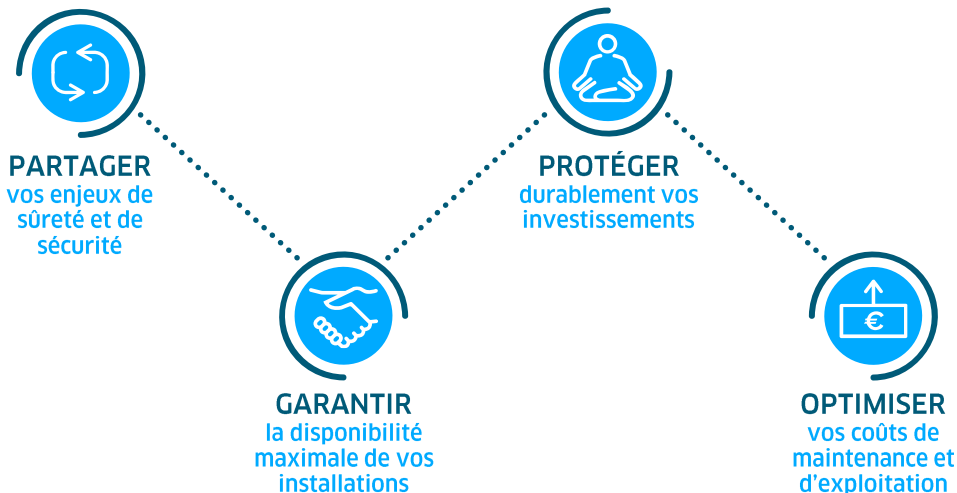 PARTAGER
vos enjeux de
sûreté et de
sécurité
GARANTIR
la disponibilité
maximale de vos
installations
PROTÉGER
durablement vos
investissements
€
OPTIMISER
vos coûts de
maintenance et
d'exploitation